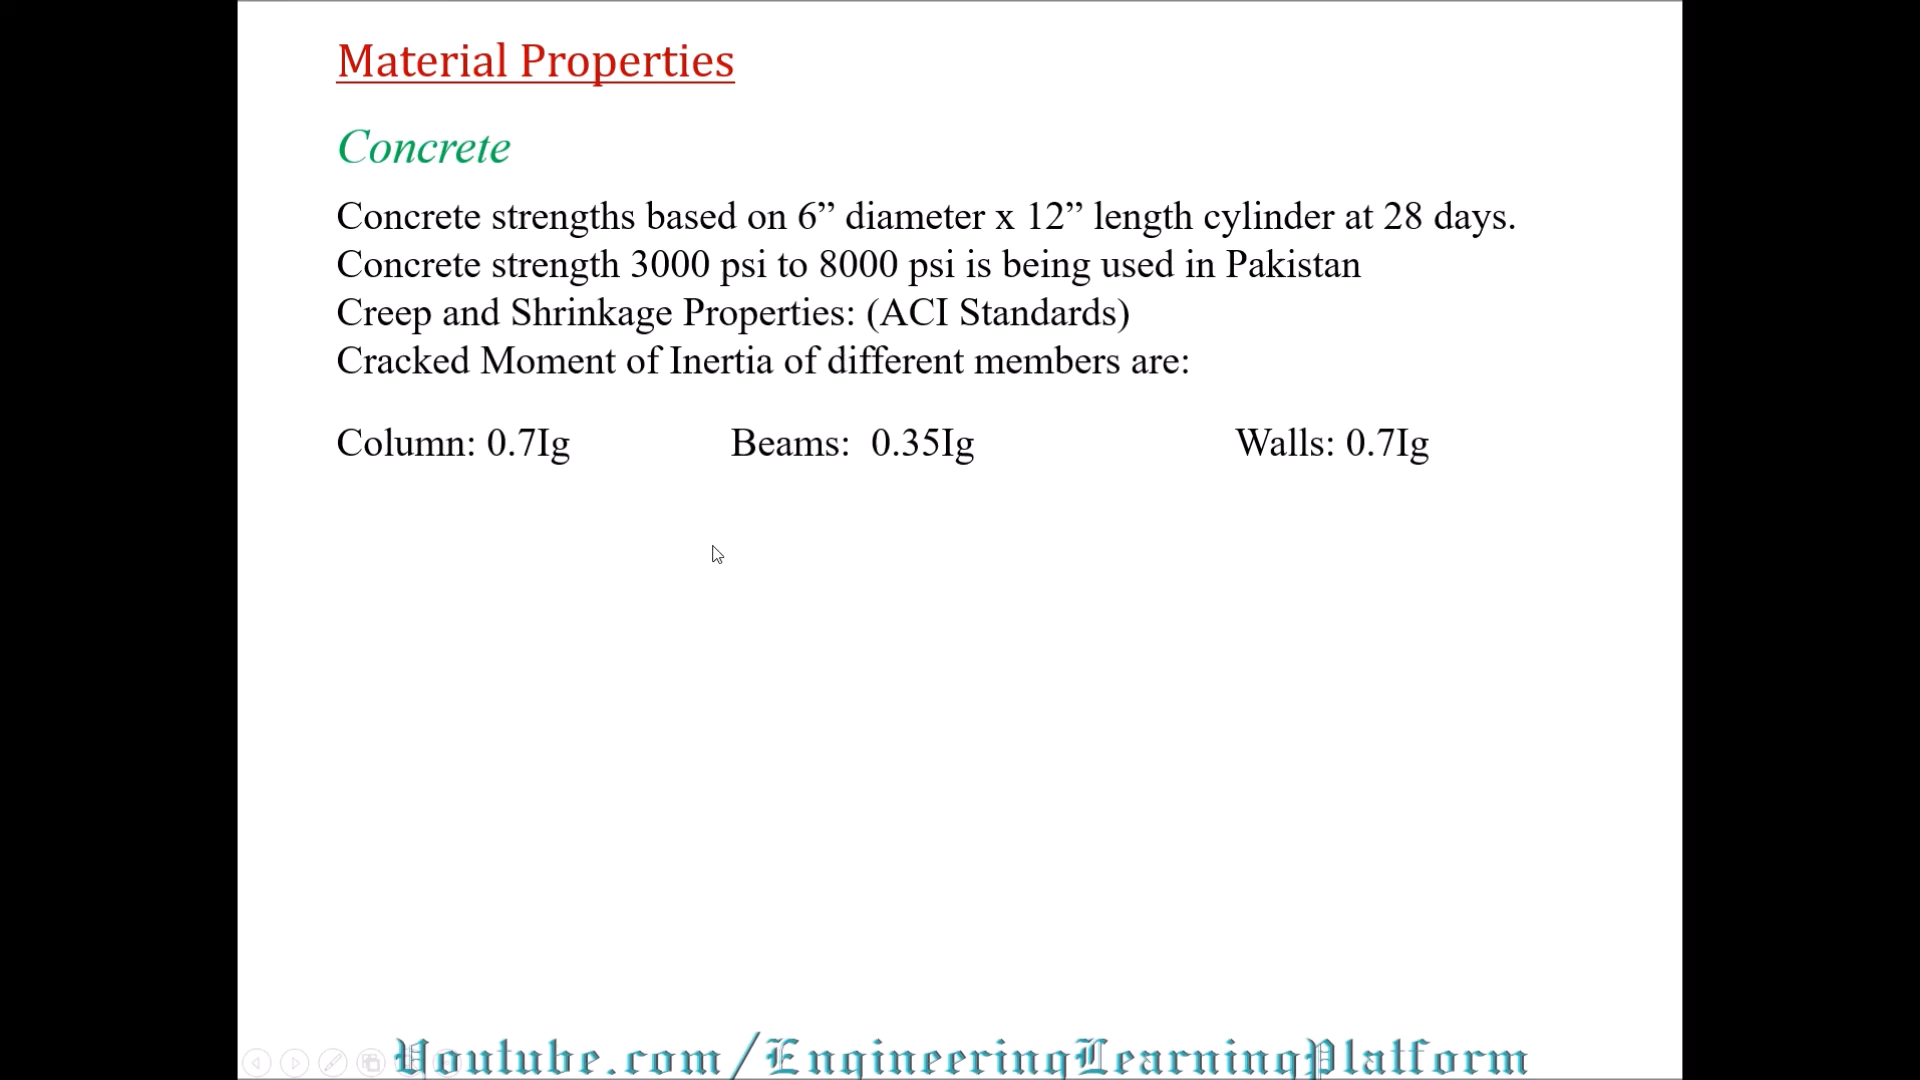 Material Properties
Concrete
Concrete strengths based on 6” diameter x 12” length cylinder at 28 days.
Concrete strength 3000 psi to 8000 psi is being used in Pakistan
Creep and Shrinkage Properties: (ACI Standards)
Cracked Moment of Inertia of different members are:
Column: 0.7Ig Beams: 0.35Ig Walls: 0.7Ig
Youtube.com/EngineeringLearningPlatform